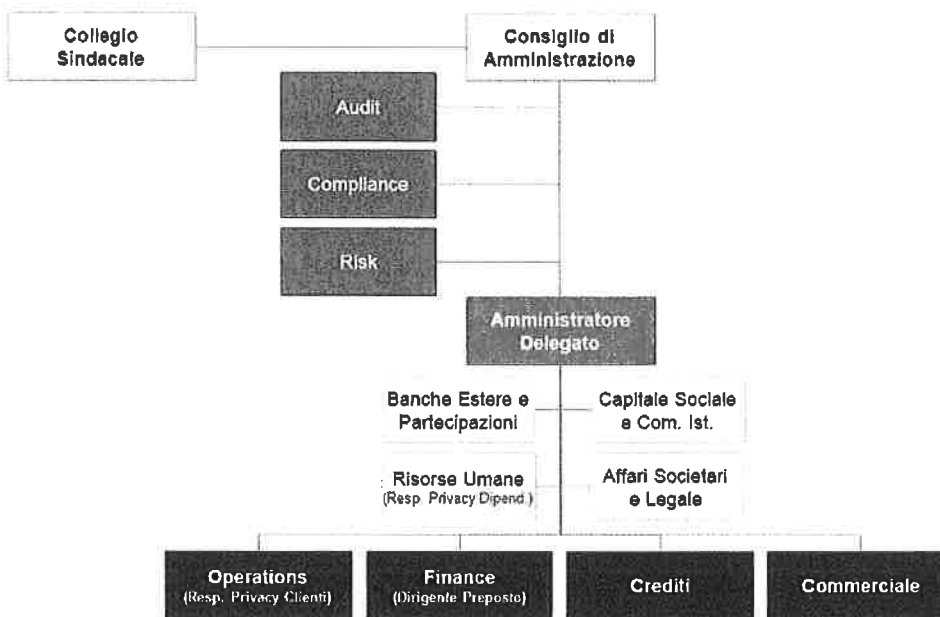 Collegio
Sindacale
Consiglio di
Amministrazione
Audit
Compliance
Risk
Amministratore
Delegato
Banche Estere e
Partecipazioni
Capitale Sociale
e Com. Ist.
Risorse Umane
(Resp. Privacy Dipend.)
Affari Societari
e Legale
Operations
(Resp. Privacy Clienti)
Finance
(Dirigente Preposto)
Crediti
Commerciale